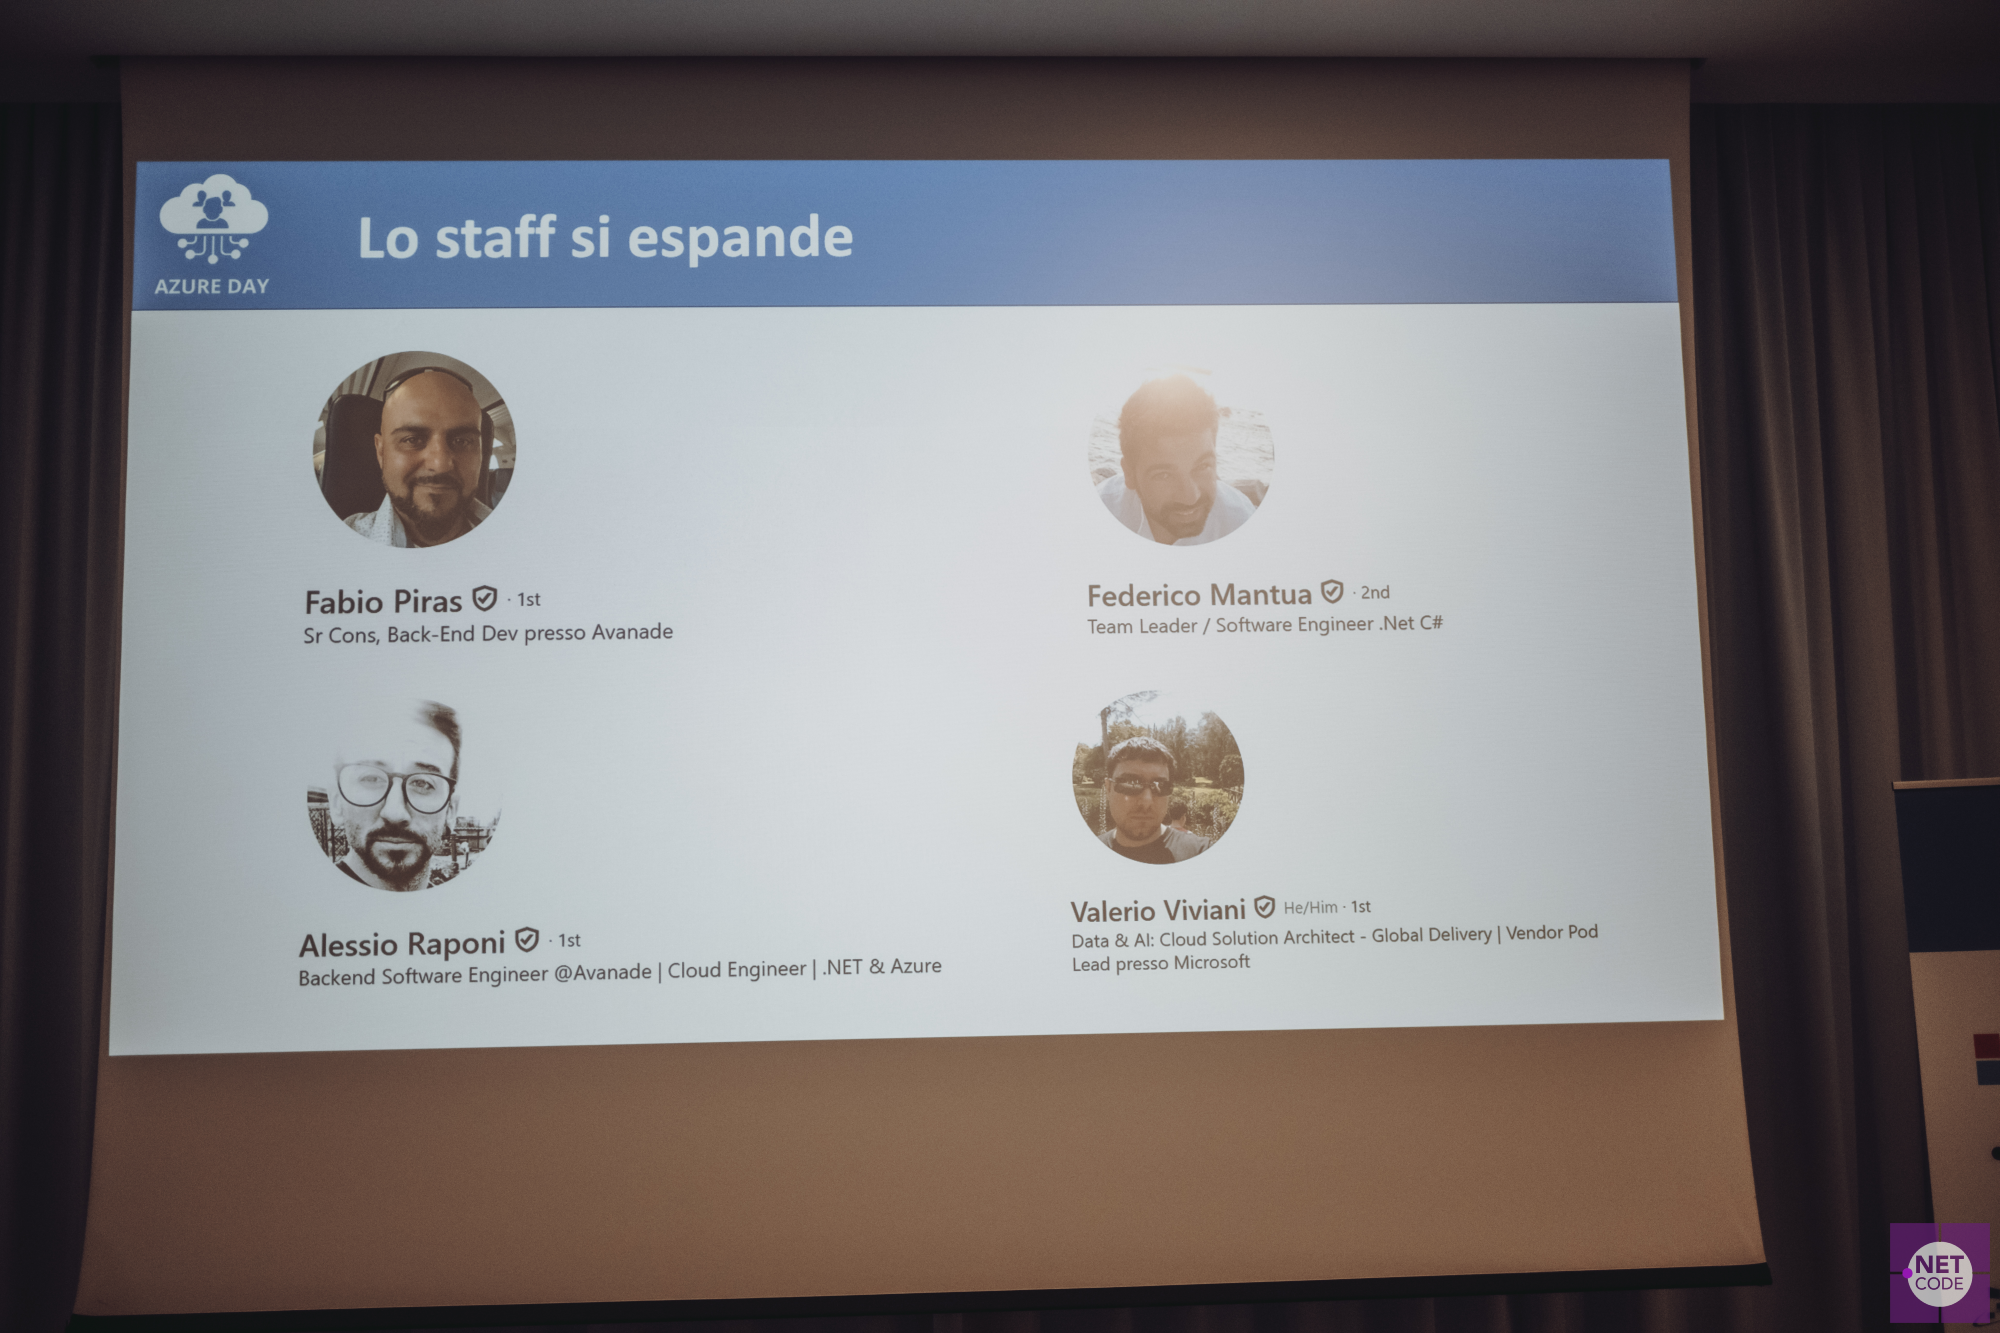 AZURE DAY
Lo staff si espande
Fabio Piras · 1st
Sr Cons, Back-End Dev presso Avanade
Federico Mantua · 2nd
Team Leader / Software Engineer .Net C#
Alessio Raponi · 1st
Backend Software Engineer @Avanade | Cloud Engineer | .NET & Azure
Valerio Viviani He/Him · 1st
Data & AI: Cloud Solution Architect - Global Delivery | Vendor Pod
Lead presso Microsoft
.NET
CODE